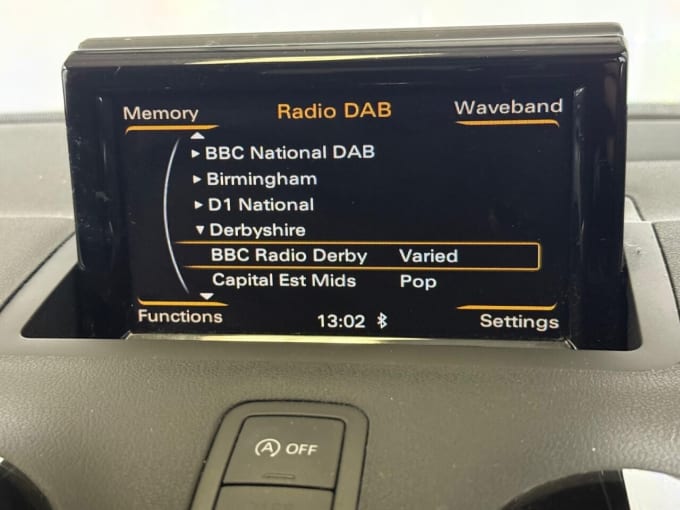 Memory Radio DAB Waveband
BBC National DAB
Birmingham
D1 National
Derbyshire
BBC Radio Derby Varied
Capital Est Mids Pop
Functions 13:02 Settings
A OFF